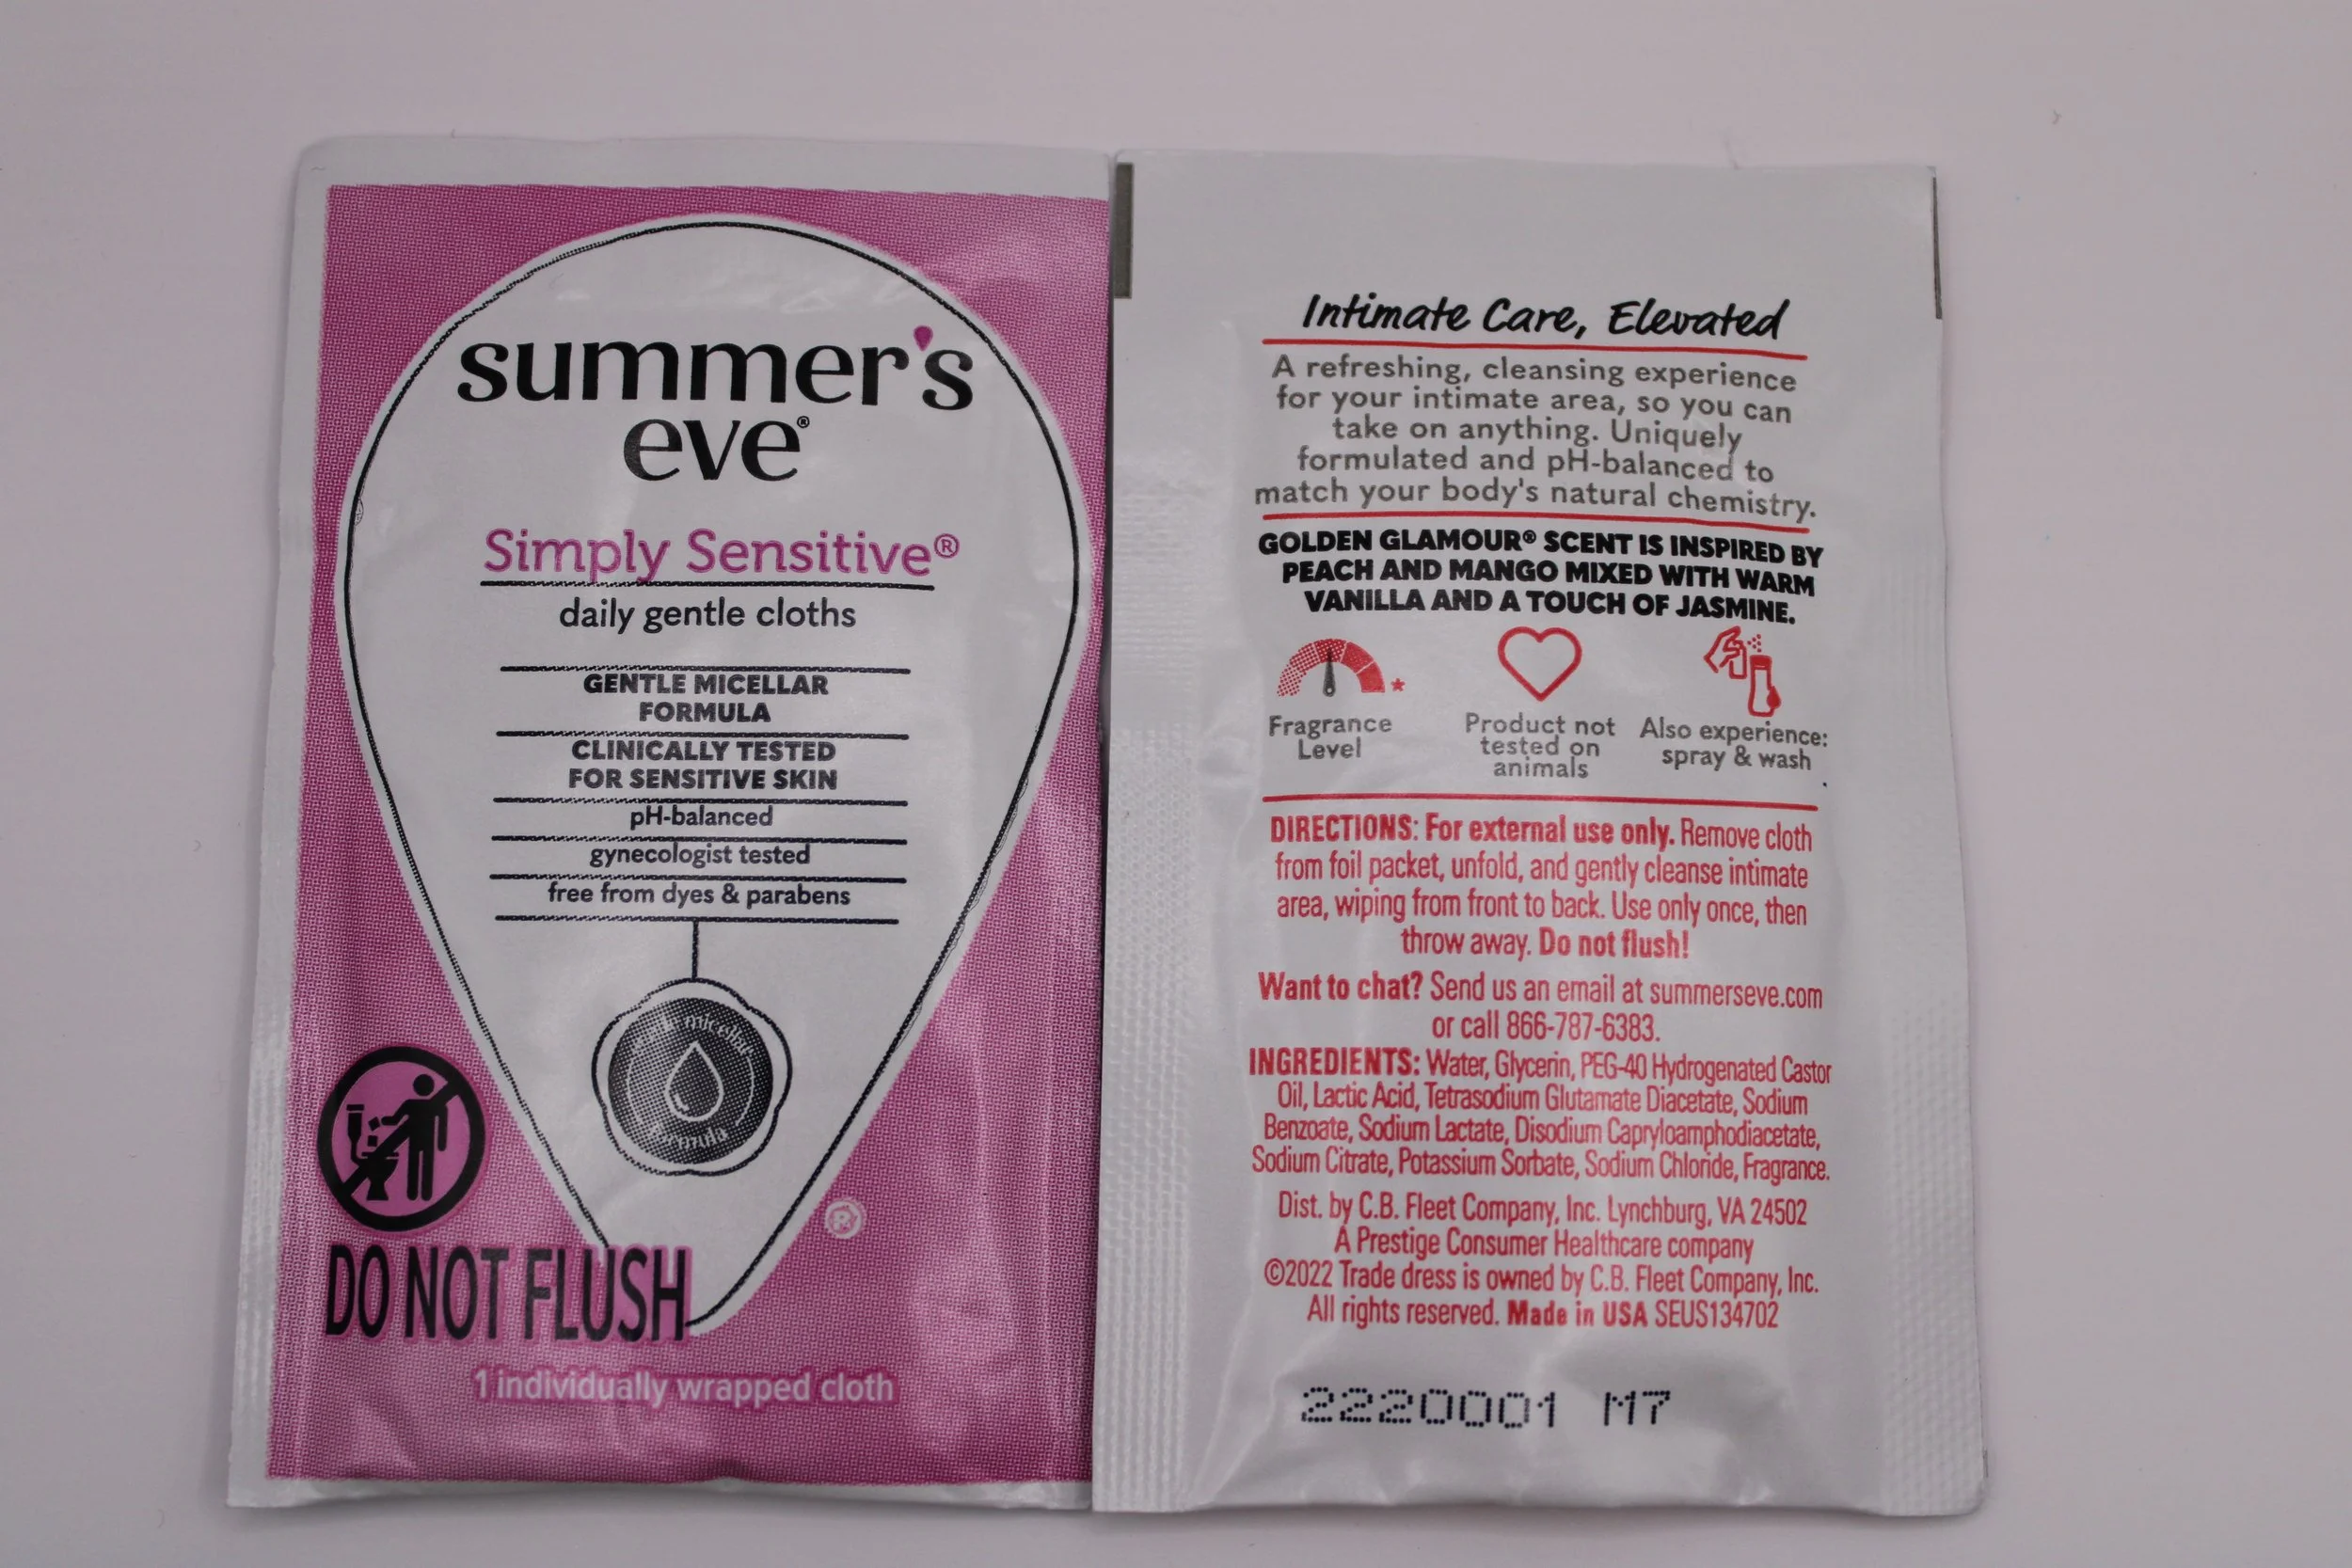 summer's
eve®
Simply Sensitive®
daily gentle cloths
GENTLE MICELLAR
FORMULA
CLINICALLY TESTED
FOR SENSITIVE SKIN
pH-balanced
gynecologist tested
free from dyes & parabens
micellar
formula
®
DO NOT FLUSH
1 individually wrapped cloth
Intimate Care, Elevated
A refreshing, cleansing experience
for your intimate area, so you can
take on anything. Uniquely
formulated and pH-balanced to
match your body's natural chemistry.
GOLDEN GLAMOUR® SCENT IS INSPIRED BY
PEACH AND MANGO MIXED WITH WARM
VANILLA AND A TOUCH OF JASMINE.
Fragrance
Level
Product not
tested on
animals
Also experience:
spray & wash
DIRECTIONS: For external use only. Remove cloth
from foil packet, unfold, and gently cleanse intimate
area, wiping from front to back. Use only once, then
throw away. Do not flush!
Want to chat? Send us an email at summerseve.com
or call 866-787-6383.
INGREDIENTS: Water, Glycerin, PEG-40 Hydrogenated Castor
Oil, Lactic Acid, Tetrasodium Glutamate Diacetate, Sodium
Benzoate, Sodium Lactate, Disodium Capryloamphodiacetate,
Sodium Citrate, Potassium Sorbate, Sodium Chloride, Fragrance.
Dist. by C.B. Fleet Company, Inc. Lynchburg, VA 24502
A Prestige Consumer Healthcare company
©2022 Trade dress is owned by C.B. Fleet Company, Inc.
All rights reserved. Made in USA SEUS134702
2220001 M7